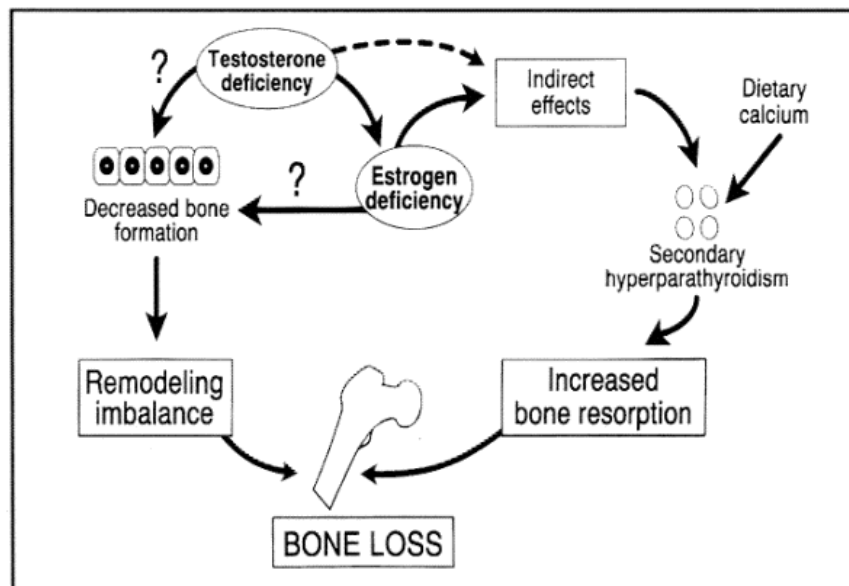 ?
Testosterone
deficiency
Indirect
effects
Dietary
calcium
?
Estrogen
deficiency
Decreased bone
formation
Secondary
hyperparathyroidism
Remodeling
imbalance
Increased
bone resorption
BONE LOSS